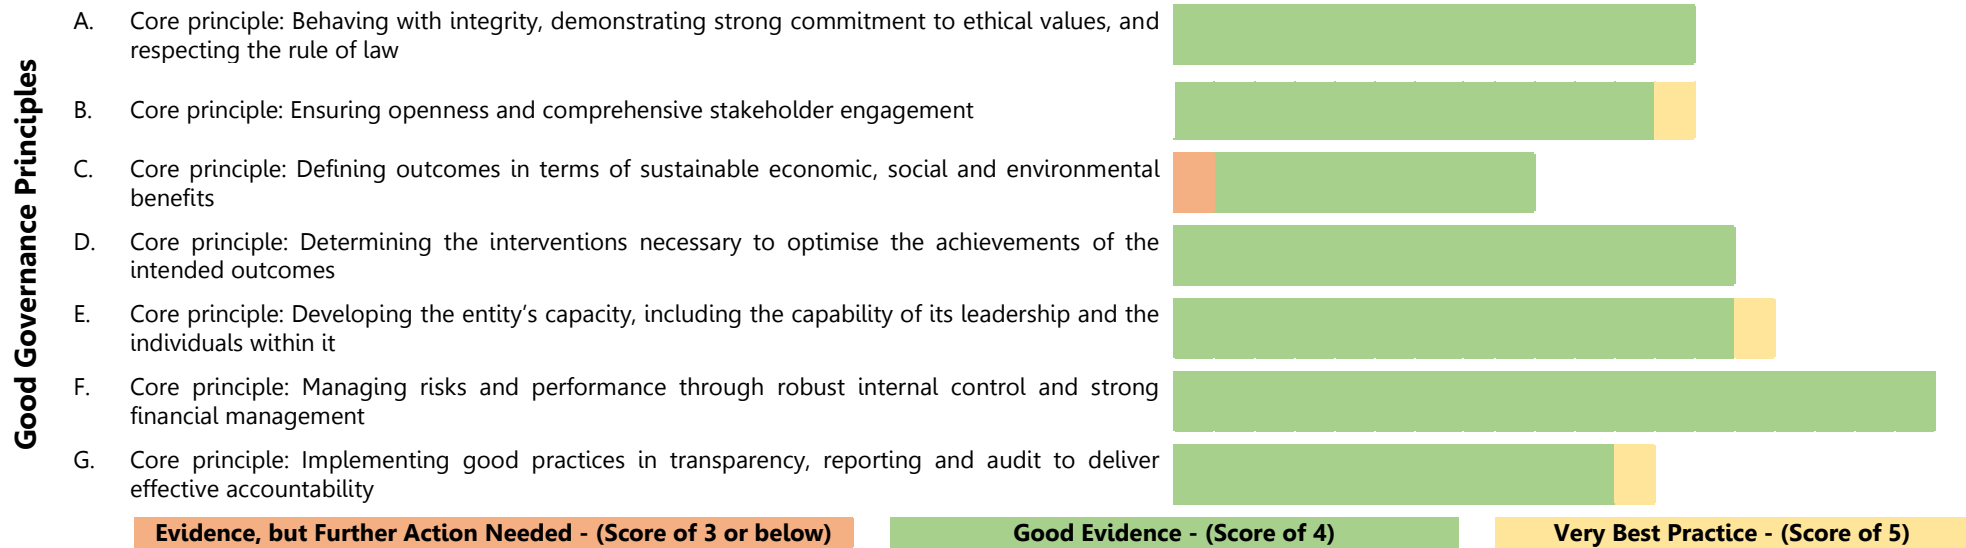 Good Governance Principles
A. Core principle: Behaving with integrity, demonstrating strong commitment to ethical values, and
respecting the rule of law
B. Core principle: Ensuring openness and comprehensive stakeholder engagement
C. Core principle: Defining outcomes in terms of sustainable economic, social and environmental
benefits
D. Core principle: Determining the interventions necessary to optimise the achievements of the
intended outcomes
E. Core principle: Developing the entity’s capacity, including the capability of its leadership and the
individuals within it
F. Core principle: Managing risks and performance through robust internal control and strong
financial management
G. Core principle: Implementing good practices in transparency, reporting and audit to deliver
effective accountability
Evidence, but Further Action Needed - (Score of 3 or below)
Good Evidence - (Score of 4)
Very Best Practice - (Score of 5)